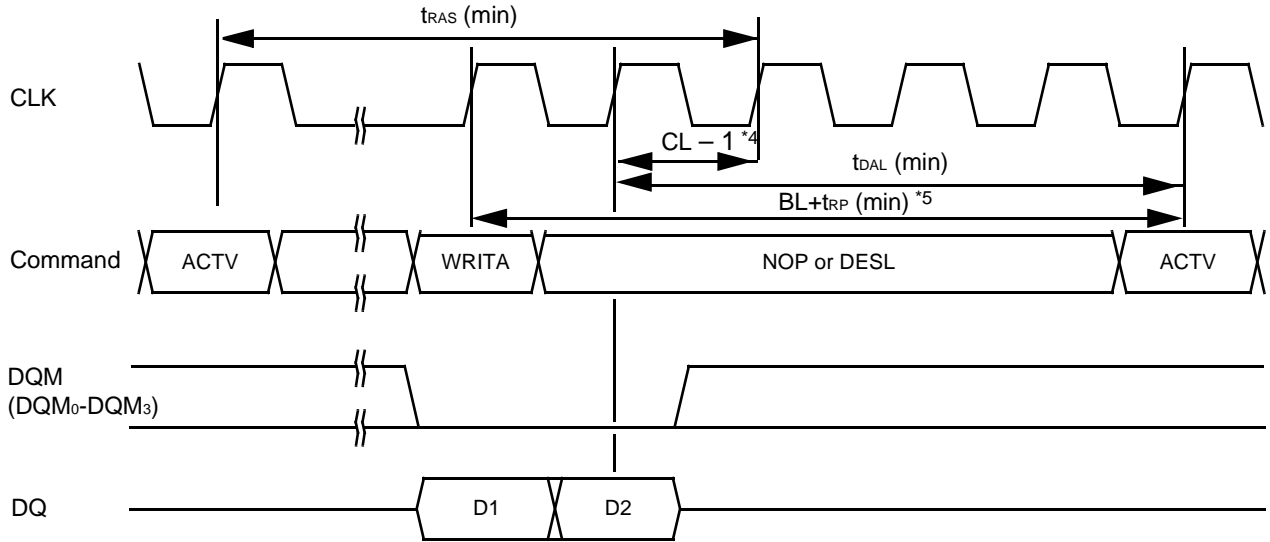 tRAS (min)
CLK
CL – 1 *4
tDAL (min)
BL+tRP (min) *5
Command
ACTV
WRITA
NOP or DESL
ACTV
DQM
(DQM0-DQM3)
DQ
D1
D2